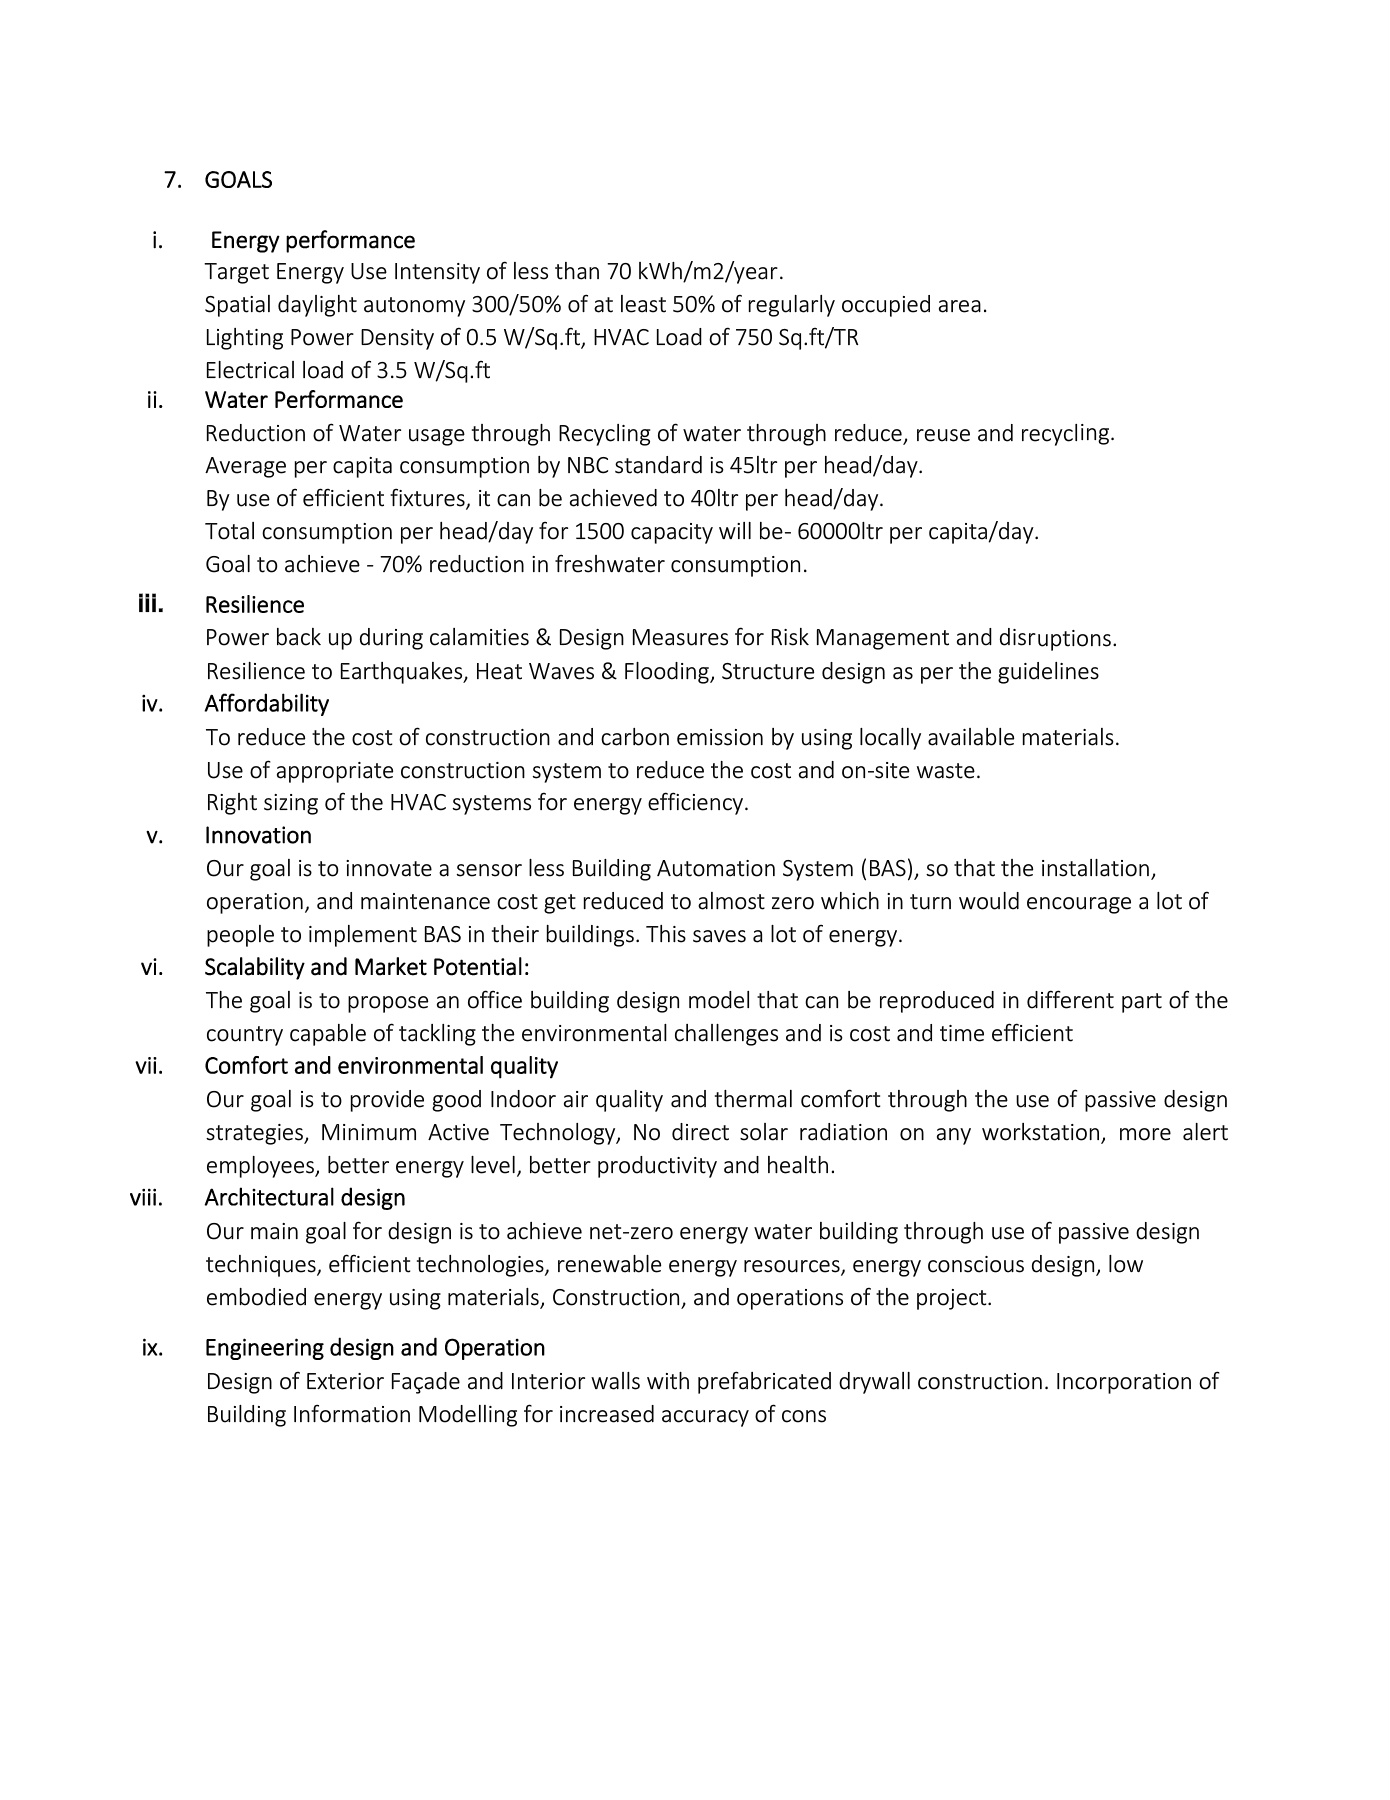 7. GOALS
i. Energy performance
Target Energy Use Intensity of less than 70 kWh/m2/year.
Spatial daylight autonomy 300/50% of at least 50% of regularly occupied area.
Lighting Power Density of 0.5 W/Sq.ft, HVAC Load of 750 Sq.ft/TR
Electrical load of 3.5 W/Sq.ft
ii. Water Performance
Reduction of Water usage through Recycling of water through reduce, reuse and recycling.
Average per capita consumption by NBC standard is 45ltr per head/day.
By use of efficient fixtures, it can be achieved to 40ltr per head/day.
Total consumption per head/day for 1500 capacity will be- 60000ltr per capita/day.
Goal to achieve - 70% reduction in freshwater consumption.
iii. Resilience
Power back up during calamities & Design Measures for Risk Management and disruptions.
Resilience to Earthquakes, Heat Waves & Flooding, Structure design as per the guidelines
iv. Affordability
To reduce the cost of construction and carbon emission by using locally available materials.
Use of appropriate construction system to reduce the cost and on-site waste.
Right sizing of the HVAC systems for energy efficiency.
v. Innovation
Our goal is to innovate a sensor less Building Automation System (BAS), so that the installation,
operation, and maintenance cost get reduced to almost zero which in turn would encourage a lot of
people to implement BAS in their buildings. This saves a lot of energy.
vi. Scalability and Market Potential:
The goal is to propose an office building design model that can be reproduced in different part of the
country capable of tackling the environmental challenges and is cost and time efficient
vii. Comfort and environmental quality
Our goal is to provide good Indoor air quality and thermal comfort through the use of passive design
strategies, Minimum Active Technology, No direct solar radiation on any workstation, more alert
employees, better energy level, better productivity and health.
viii. Architectural design
Our main goal for design is to achieve net-zero energy water building through use of passive design
techniques, efficient technologies, renewable energy resources, energy conscious design, low
embodied energy using materials, Construction, and operations of the project.
ix. Engineering design and Operation
Design of Exterior Façade and Interior walls with prefabricated drywall construction. Incorporation of
Building Information Modelling for increased accuracy of cons